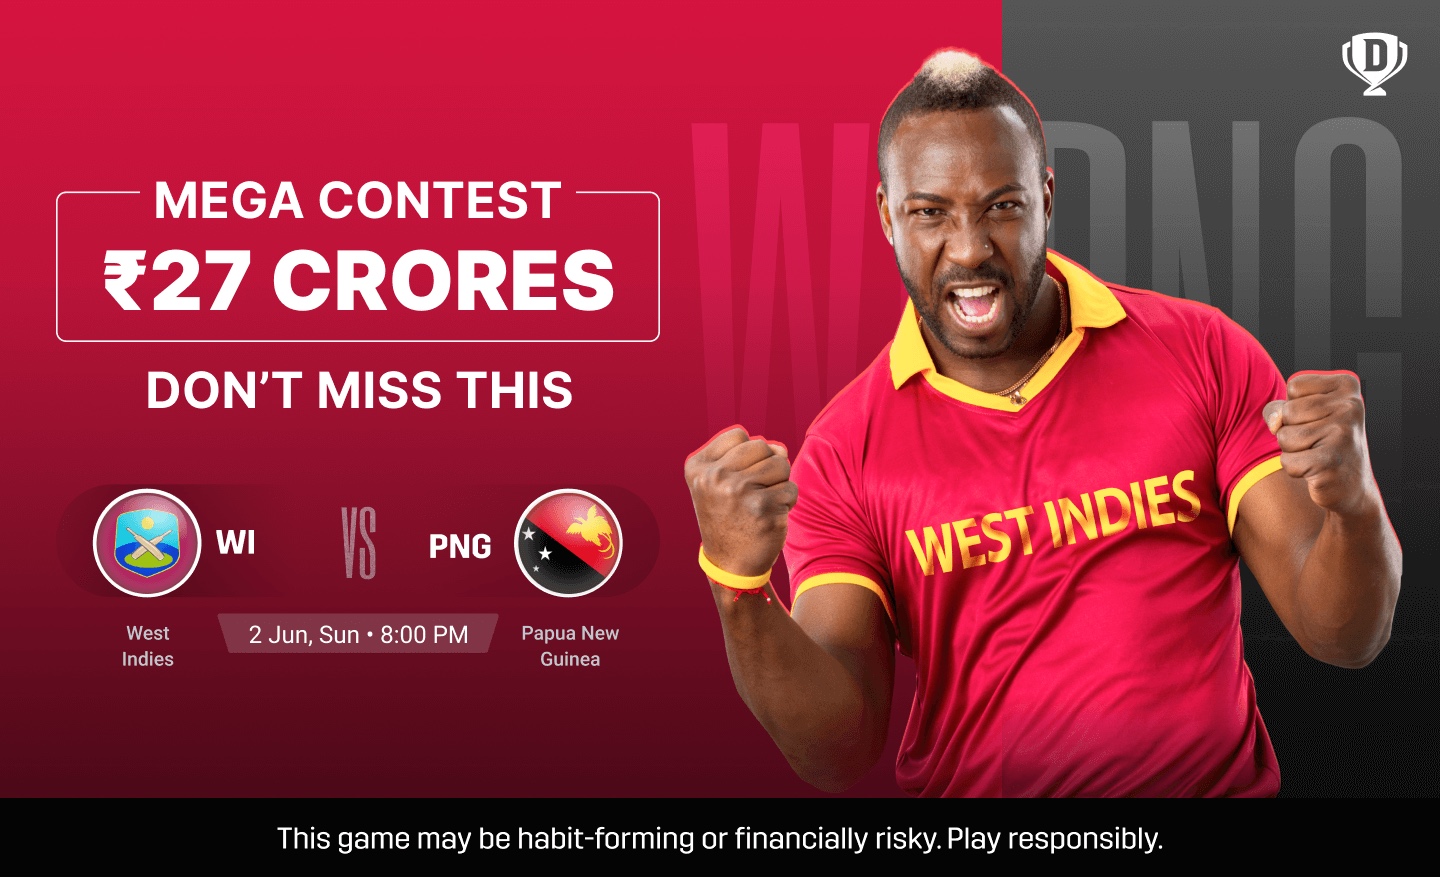 MEGA CONTEST
₹27 CRORES
DON'T MISS THIS
WI VS PNG
West Indies
2 Jun, Sun • 8:00 PM
Papua New Guinea
W PNG
D
WEST INDIES
This game may be habit-forming or financially risky. Play responsibly.